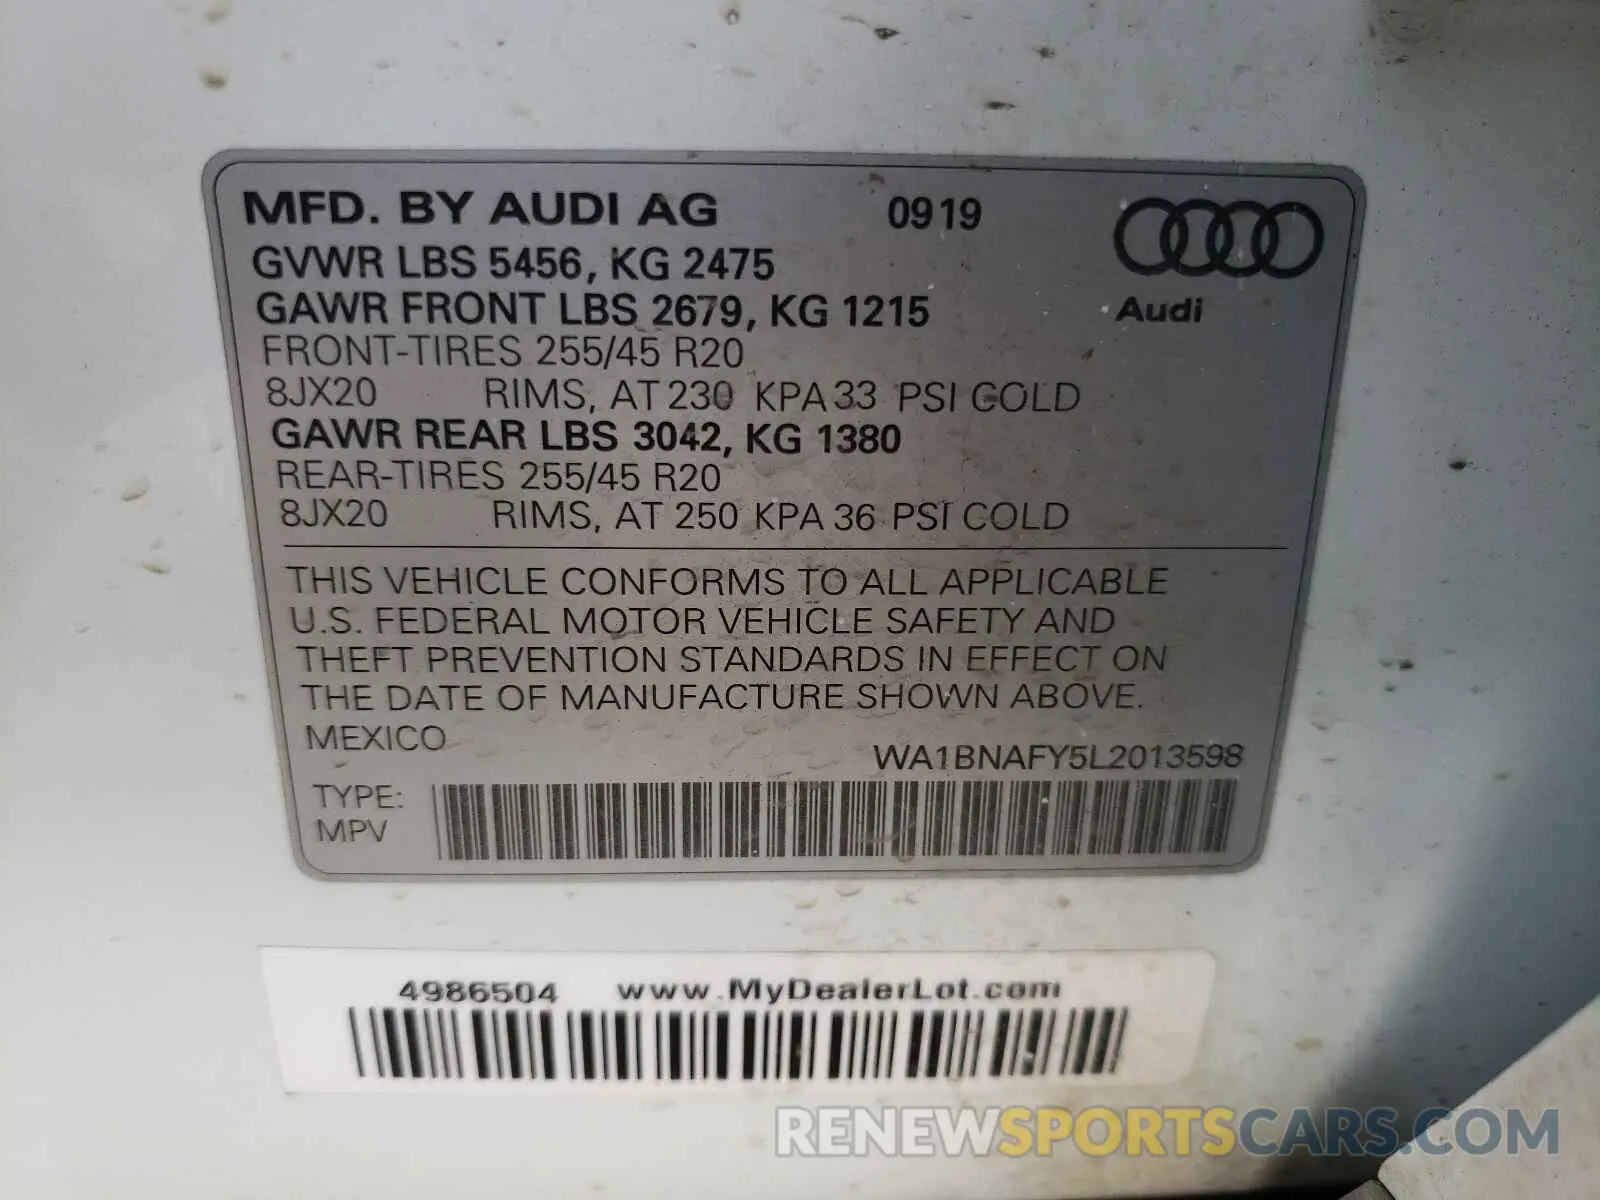 MFD. BY AUDI AG 0919
GVWR LBS 5456, KG 2475
GAWR FRONT LBS 2679, KG 1215
Audi
FRONT-TIRES 255/45 R20
8JX20 RIMS, AT 230 KPA 33 PSI COLD
GAWR REAR LBS 3042, KG 1380
REAR-TIRES 255/45 R20
8JX20 RIMS, AT 250 KPA 36 PSI COLD
THIS VEHICLE CONFORMS TO ALL APPLICABLE
U.S. FEDERAL MOTOR VEHICLE SAFETY AND
THEFT PREVENTION STANDARDS IN EFFECT ON
THE DATE OF MANUFACTURE SHOWN ABOVE.
MEXICO
WA1BNAFY5L2013598
TYPE:
MPV
4986504 www.MyDealerLot.com
RENEWSPORTSCARS.COM